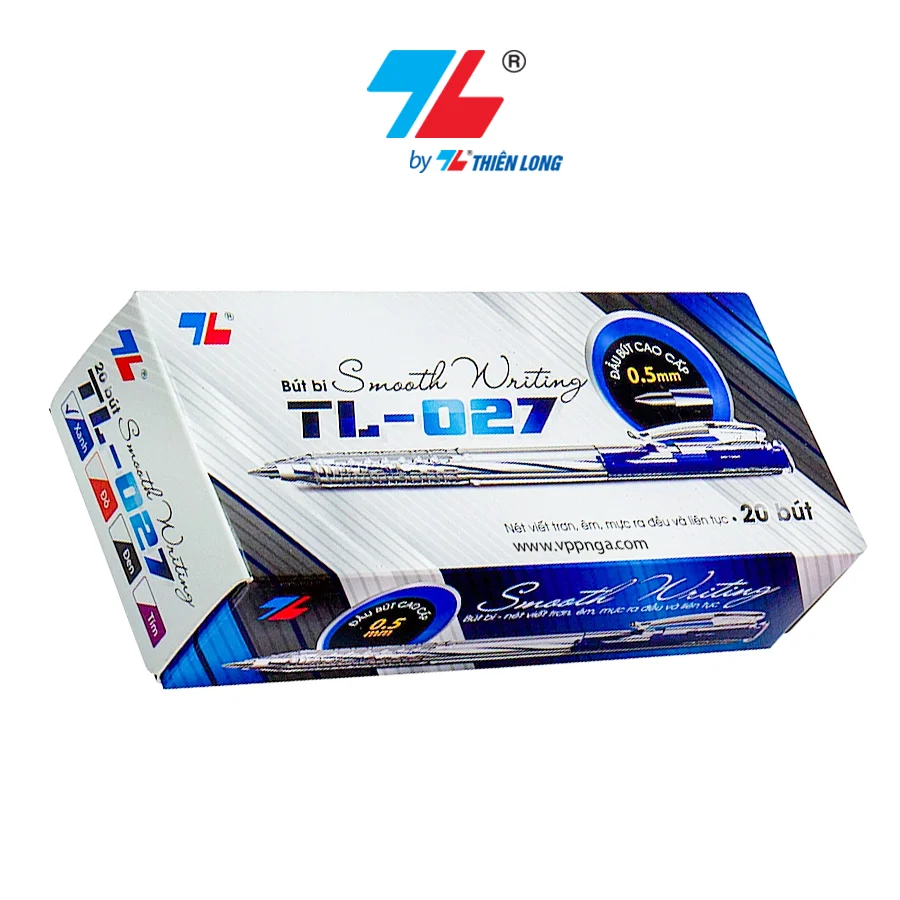 TL ®
by TL® THIÊN LONG
TL ®
Bút bi Smooth Writing
TL-027
ĐẦU BÚT CAO CẤP
0.5mm
Nét viết trơn, êm, mực ra đều và liên tục • 20 bút
www.vppnga.com
TL ®
20 bút Smooth Writing
TL-027
Xanh
Đỏ
Đen
Tím
TL
ĐẦU BÚT CAO CẤP
0.5
mm
Smooth Writing
Bút bi - nét viết trơn, êm, mực ra đều và liên tục